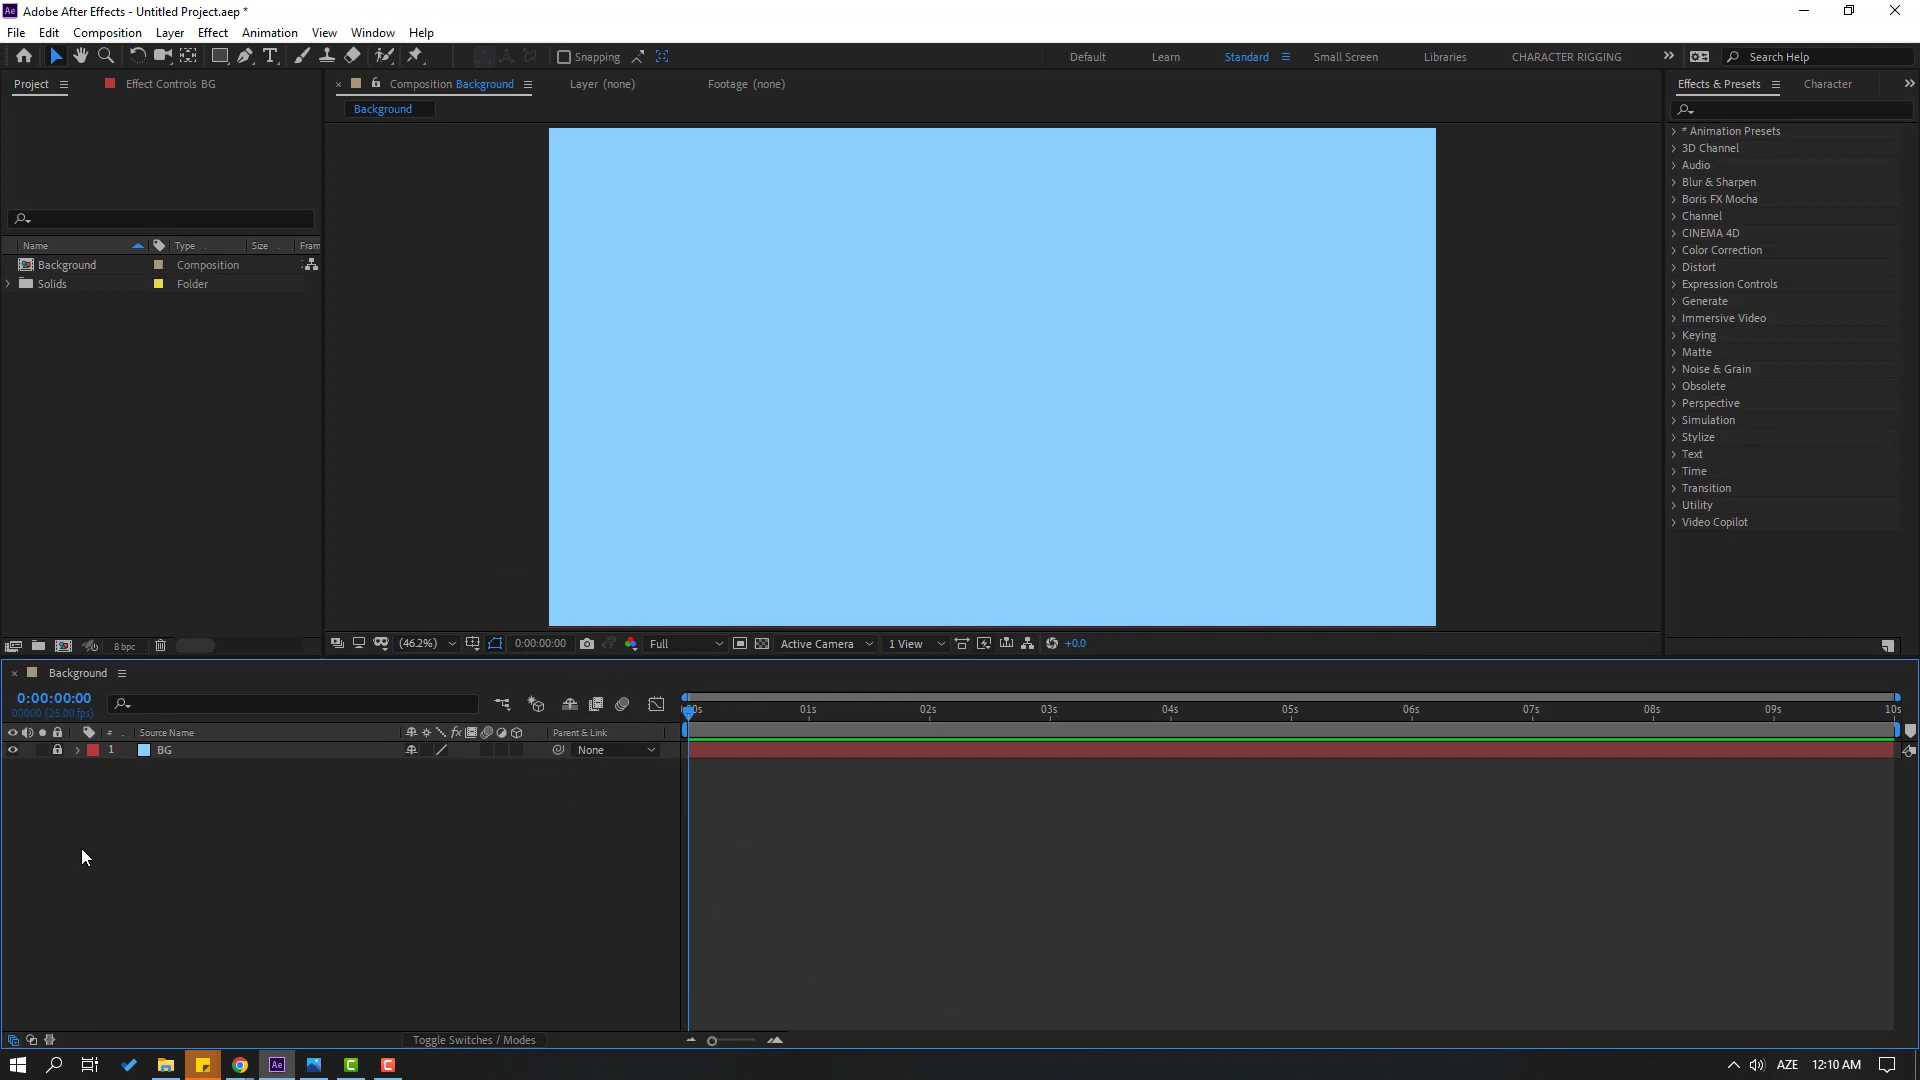 Adobe After Effects - Untitled Project.aep *
File Edit Composition Layer Effect Animation View Window Help
Snapping Default Learn Standard Small Screen Libraries CHARACTER RIGGING Search Help
Project Effect Controls BG Composition Background Layer (none) Footage (none) Effects & Presets Character
Background
* Animation Presets
3D Channel
Audio
Blur & Sharpen
Boris FX Mocha
Channel
CINEMA 4D
Color Correction
Distort
Expression Controls
Generate
Immersive Video
Keying
Matte
Noise & Grain
Obsolete
Perspective
Simulation
Stylize
Text
Time
Transition
Utility
Video Copilot
Name Type Size Fram
Background Composition
Solids Folder
8 bpc (46.2%) 0:00:00:00 Full Active Camera 1 View +0.0
Background
0:00:00:00
00000 (25.00 fps)
00s 01s 02s 03s 04s 05s 06s 07s 08s 09s 10s
# Source Name fx Parent & Link
1 BG None
Toggle Switches / Modes
Ae AZE 12:10 AM